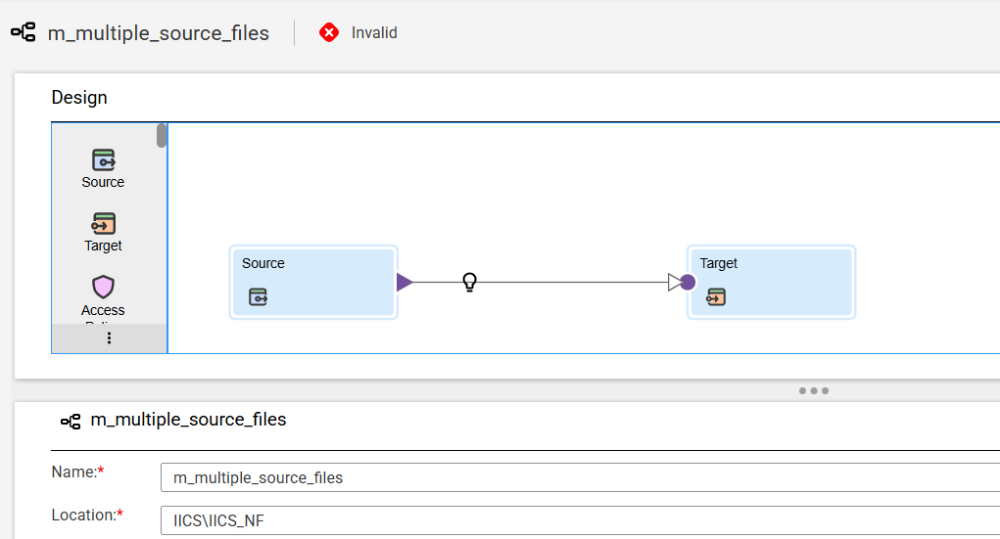 m_multiple_source_files
Invalid
Design
Source
Target
Access
Source
Target
m_multiple_source_files
Name:*
m_multiple_source_files
Location:*
IICS\IICS_NF